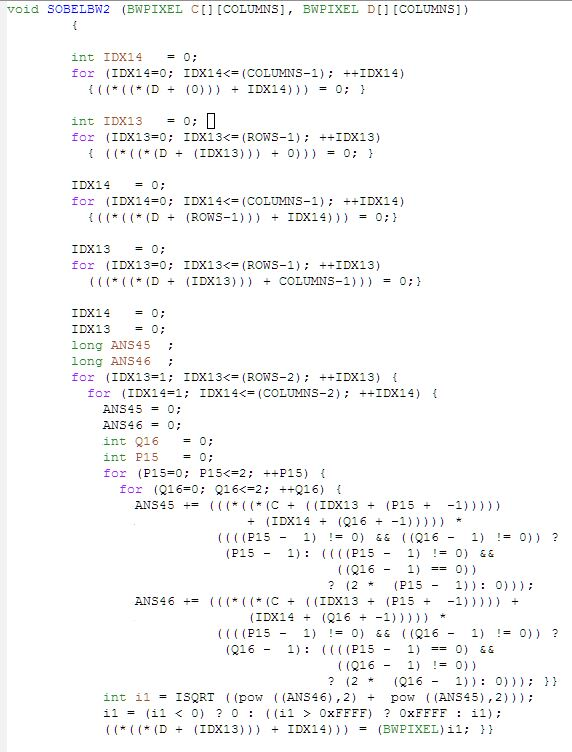 void SOBELBW2 (BWPIXEL C[][COLUMNS], BWPIXEL D[][COLUMNS])
{
int IDX14 = 0;
for (IDX14=0; IDX14<=(COLUMNS-1); ++IDX14)
{((*((*(D + (0))) + IDX14))) = 0; }
int IDX13 = 0;
for (IDX13=0; IDX13<=(ROWS-1); ++IDX13)
{ ((*((*(D + (IDX13))) + 0))) = 0; }
IDX14 = 0;
for (IDX14=0; IDX14<=(COLUMNS-1); ++IDX14)
{((*((*(D + (ROWS-1))) + IDX14))) = 0;}
IDX13 = 0;
for (IDX13=0; IDX13<=(ROWS-1); ++IDX13)
(((*((*(D + (IDX13))) + COLUMNS-1))) = 0;}
IDX14 = 0;
IDX13 = 0;
long ANS45 ;
long ANS46 ;
for (IDX13=1; IDX13<=(ROWS-2); ++IDX13) {
for (IDX14=1; IDX14<=(COLUMNS-2); ++IDX14) {
ANS45 = 0;
ANS46 = 0;
int Q16 = 0;
int P15 = 0;
for (P15=0; P15<=2; ++P15) {
for (Q16=0; Q16<=2; ++Q16) {
ANS45 += (((*((*(C + ((IDX13 + (P15 + -1)))))
+ (IDX14 + (Q16 + -1))))) *
((((P15 - 1) != 0) && ((Q16 - 1) != 0)) ?
(P15 - 1): ((((P15 - 1) != 0) &&
((Q16 - 1) == 0))
? (2 * (P15 - 1)): 0)));
ANS46 += (((*((*(C + ((IDX13 + (P15 + -1))))) +
(IDX14 + (Q16 + -1))))) *
((((P15 - 1) != 0) && ((Q16 - 1) != 0)) ?
(Q16 - 1): ((((P15 - 1) == 0) &&
((Q16 - 1) != 0))
? (2 * (Q16 - 1)): 0))); }}
int i1 = ISQRT ((pow ((ANS46),2) + pow ((ANS45),2)));
i1 = (i1 < 0) ? 0 : ((i1 > 0xFFFF) ? 0xFFFF : i1);
((*((*(D + (IDX13))) + IDX14))) = (BWPIXEL)i1; }}